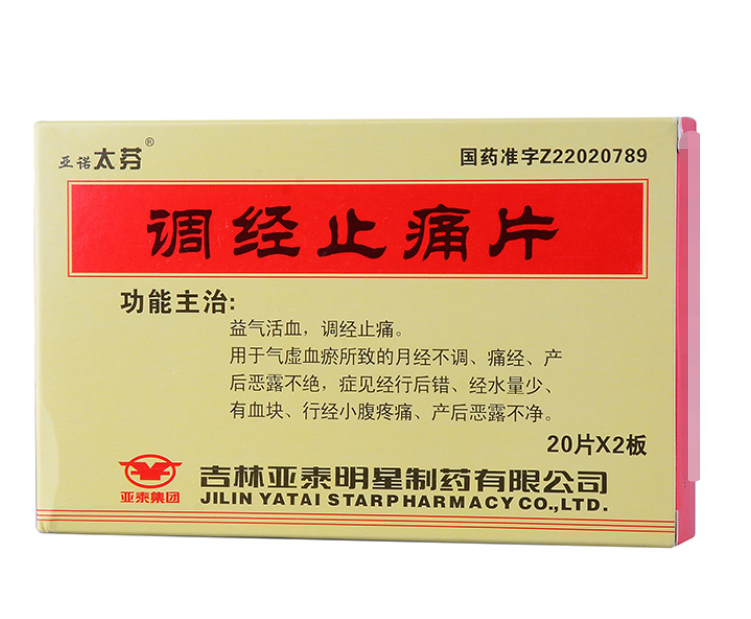 亚诺太芬®
国药准字Z22020789
调经止痛片
功能主治:
益气活血，调经止痛。
用于气虚血瘀所致的月经不调、痛经、产
后恶露不绝，症见经行后错、经水量少、
有血块、行经小腹疼痛、产后恶露不净。
20片X2板
亚泰集团
吉林亚泰明星制药有限公司
JILIN YATAI STARPHARMACY CO.,LTD.